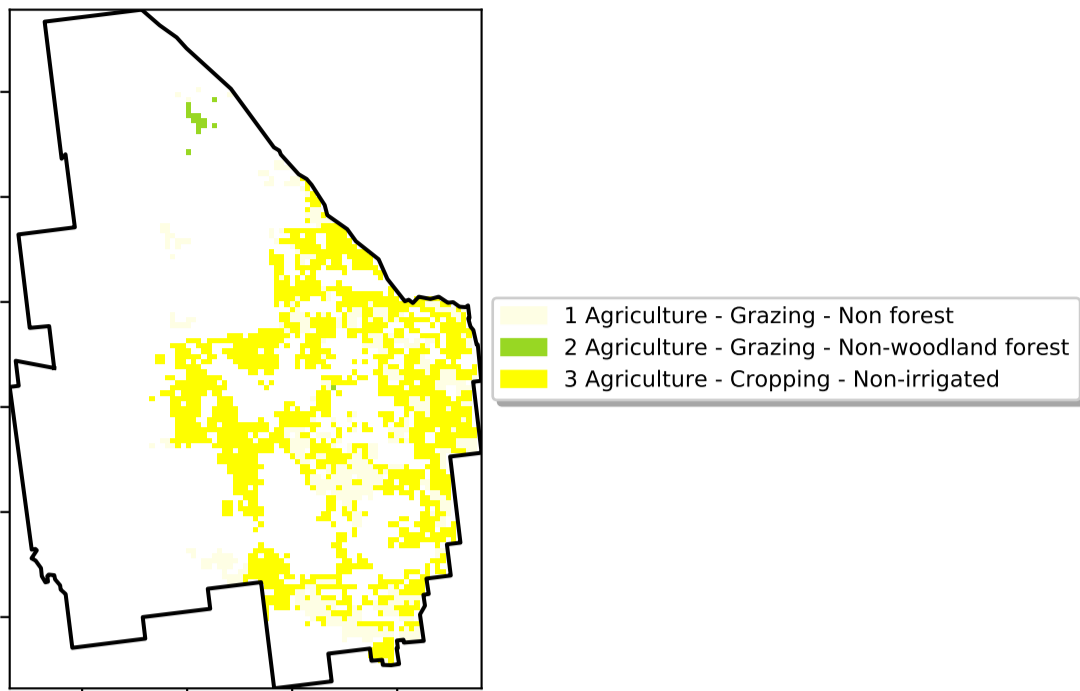 1 Agriculture - Grazing - Non forest
2 Agriculture - Grazing - Non-woodland forest
3 Agriculture - Cropping - Non-irrigated